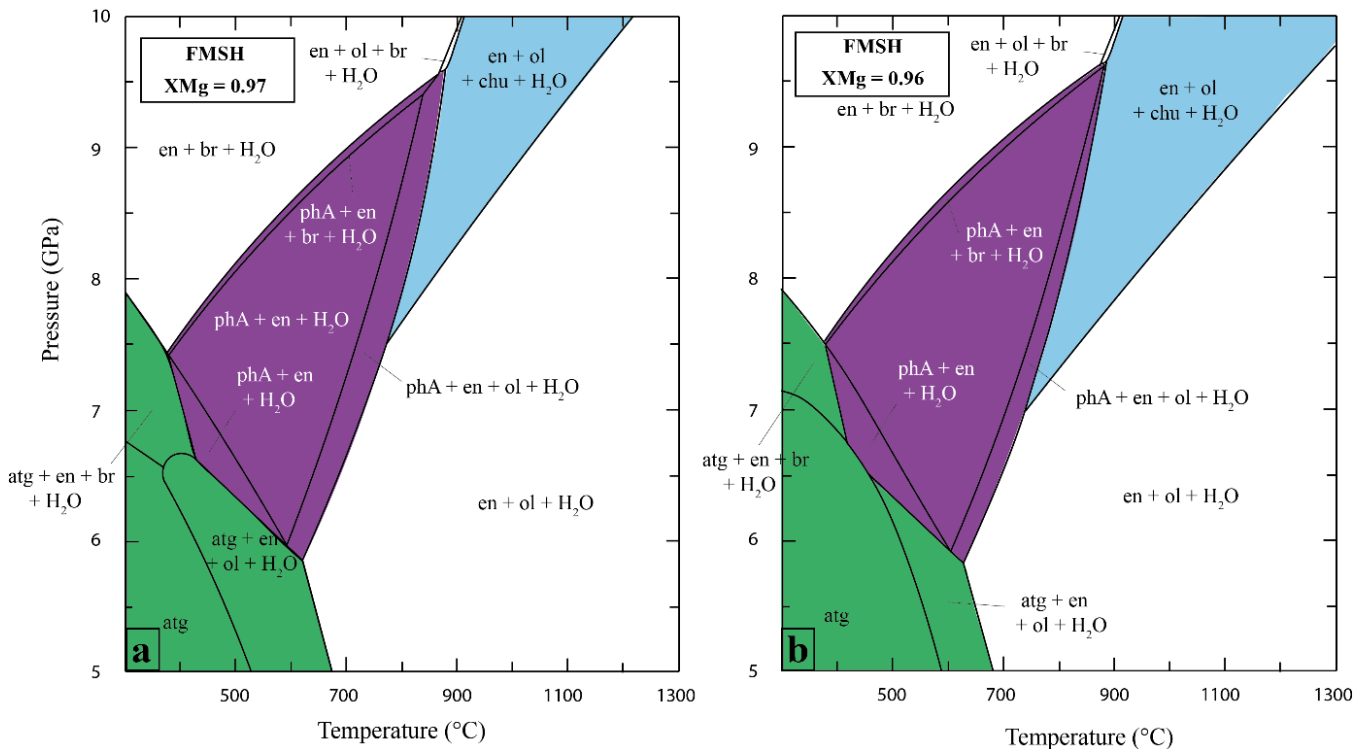 FMSH
XMg = 0.97
en + ol + br
+ H₂O
en + ol
+ chu + H₂O
en + br + H₂O
phA + en
+ br + H₂O
phA + en + H₂O
phA + en
+ H₂O
phA + en + ol + H₂O
atg + en + br
+ H₂O
en + ol + H₂O
atg + en
+ ol + H₂O
atg
a
10
9
8
7
6
5
Pressure (GPa)
500
700
900
1100
1300
Temperature (°C)
FMSH
XMg = 0.96
en + ol + br
+ H₂O
en + br + H₂O
en + ol
+ chu + H₂O
phA + en
+ br + H₂O
phA + en
+ H₂O
phA + en + ol + H₂O
atg + en + br
+ H₂O
en + ol + H₂O
atg + en
+ ol + H₂O
atg
b
10
9
8
7
6
5
500
700
900
1100
1300
Temperature (°C)